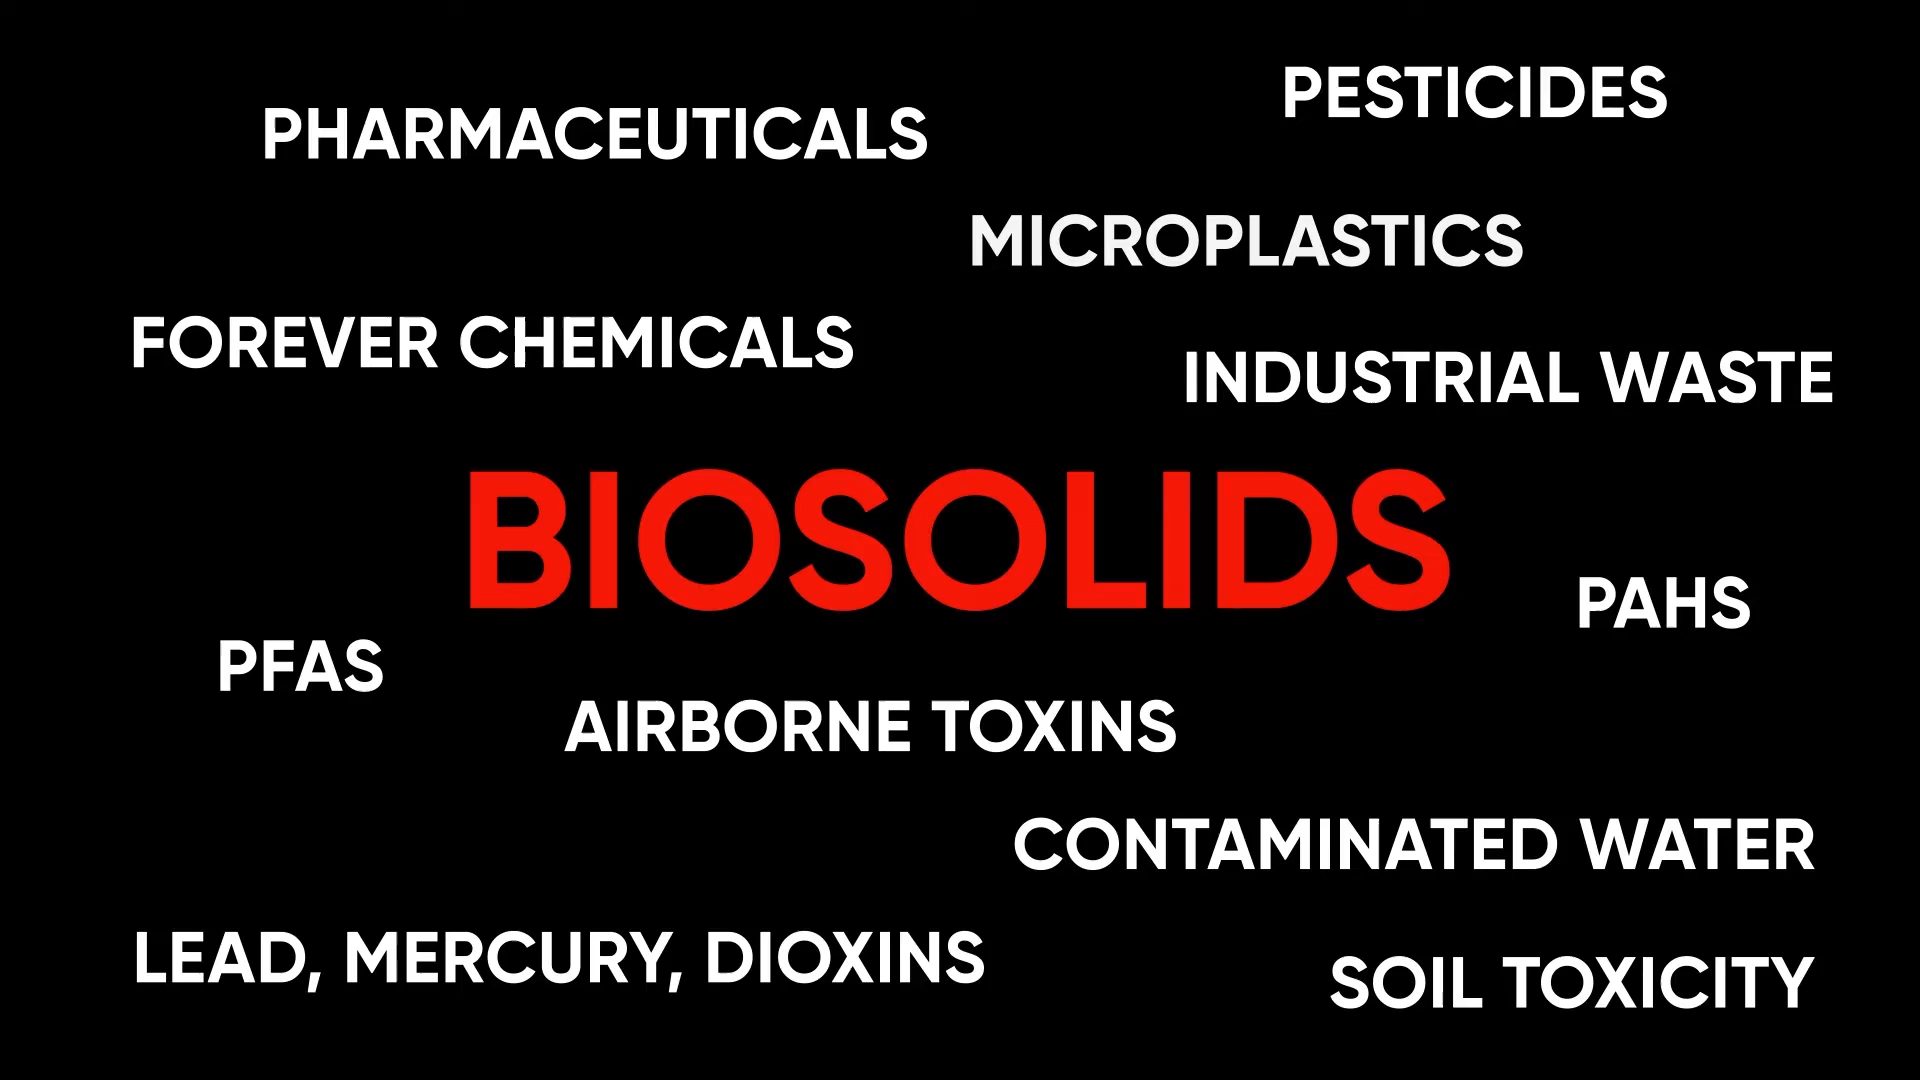 PESTICIDES
PHARMACEUTICALS
MICROPLASTICS
FOREVER CHEMICALS
INDUSTRIAL WASTE
BIOSOLIDS
PAHS
PFAS
AIRBORNE TOXINS
CONTAMINATED WATER
LEAD, MERCURY, DIOXINS
SOIL TOXICITY